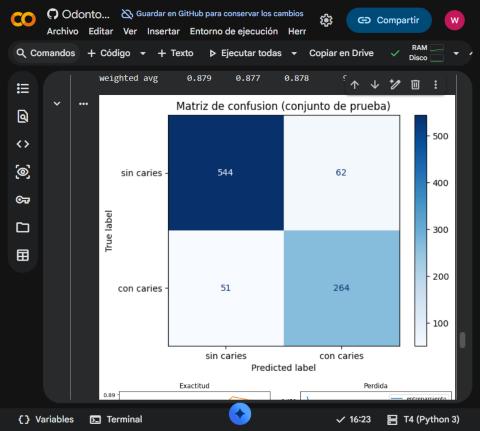 Odonto...
Guardar en GitHub para conservar los cambios
Compartir
W
Archivo Editar Ver Insertar Entorno de ejecución Herr
Comandos + Código + Texto Ejecutar todas Copiar en Drive
RAM
Disco
weighted avg 0.879 0.877 0.878
Matriz de confusion (conjunto de prueba)
sin caries 544 62
con caries 51 264
True label
sin caries con caries
Predicted label
500
400
300
200
100
Exactitud
0.89
Perdida
entrenamiento
Variables Terminal 16:23 T4 (Python 3)